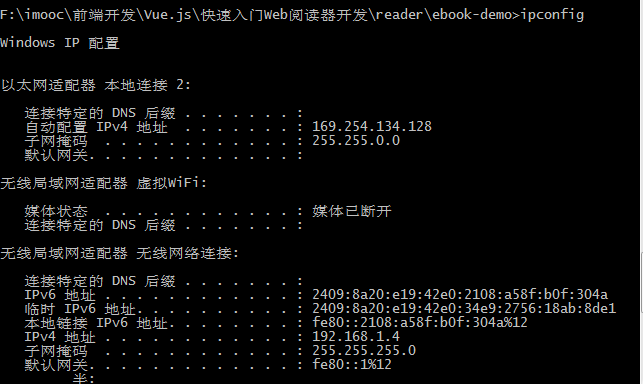 F:\imooc\前端开发\Vue.js\快速入门Web阅读器开发\reader\ebook-demo>ipconfig
Windows IP 配置
以太网适配器 本地连接 2:
连接特定的 DNS 后缀 . . . . . . . :
自动配置 IPv4 地址 . . . . . . . : 169.254.134.128
子网掩码 . . . . . . . . . . . . : 255.255.0.0
默认网关. . . . . . . . . . . . . :
无线局域网适配器 虚拟WiFi:
媒体状态 . . . . . . . . . . . . : 媒体已断开
连接特定的 DNS 后缀 . . . . . . . :
无线局域网适配器 无线网络连接:
连接特定的 DNS 后缀 . . . . . . . :
IPv6 地址 . . . . . . . . . . . . : 2409:8a20:e19:42e0:2108:a58f:b0f:304a
临时 IPv6 地址. . . . . . . . . . : 2409:8a20:e19:42e0:34e9:2756:18ab:8de1
本地链接 IPv6 地址. . . . . . . . : fe80::2108:a58f:b0f:304a%12
IPv4 地址 . . . . . . . . . . . . : 192.168.1.4
子网掩码 . . . . . . . . . . . . : 255.255.255.0
默认网关. . . . . . . . . . . . . : fe80::1%12
半: